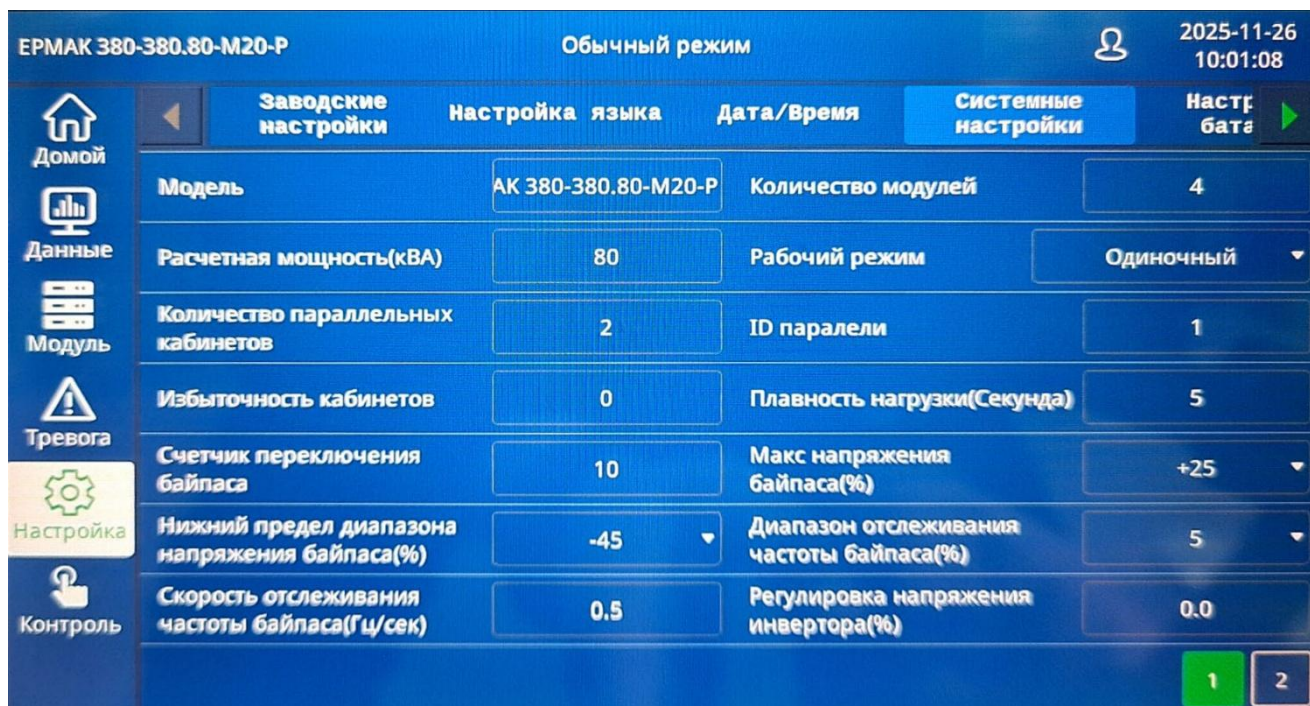 ЕРМАК 380-380.80-М20-Р
Обычный режим
2025-11-26
10:01:08
Домой
Данные
Модуль
Тревога
Настройка
Контроль
Заводские
настройки
Настройка языка
Дата/Время
Системные
настройки
Настр
бата
Модель
АК 380-380.80-М20-Р
Количество модулей
4
Расчетная мощность(кВА)
80
Рабочий режим
Одиночный
Количество параллельных
кабинетов
2
ID паралели
1
Избыточность кабинетов
0
Плавность нагрузки(Секунда)
5
Счетчик переключения
байпаса
10
Макс напряжения
байпаса(%)
+25
Нижний предел диапазона
напряжения байпаса(%)
-45
Диапазон отслеживания
частоты байпаса(%)
5
Скорость отслеживания
частоты байпаса(Гц/сек)
0.5
Регулировка напряжения
инвертора(%)
0.0
1
2